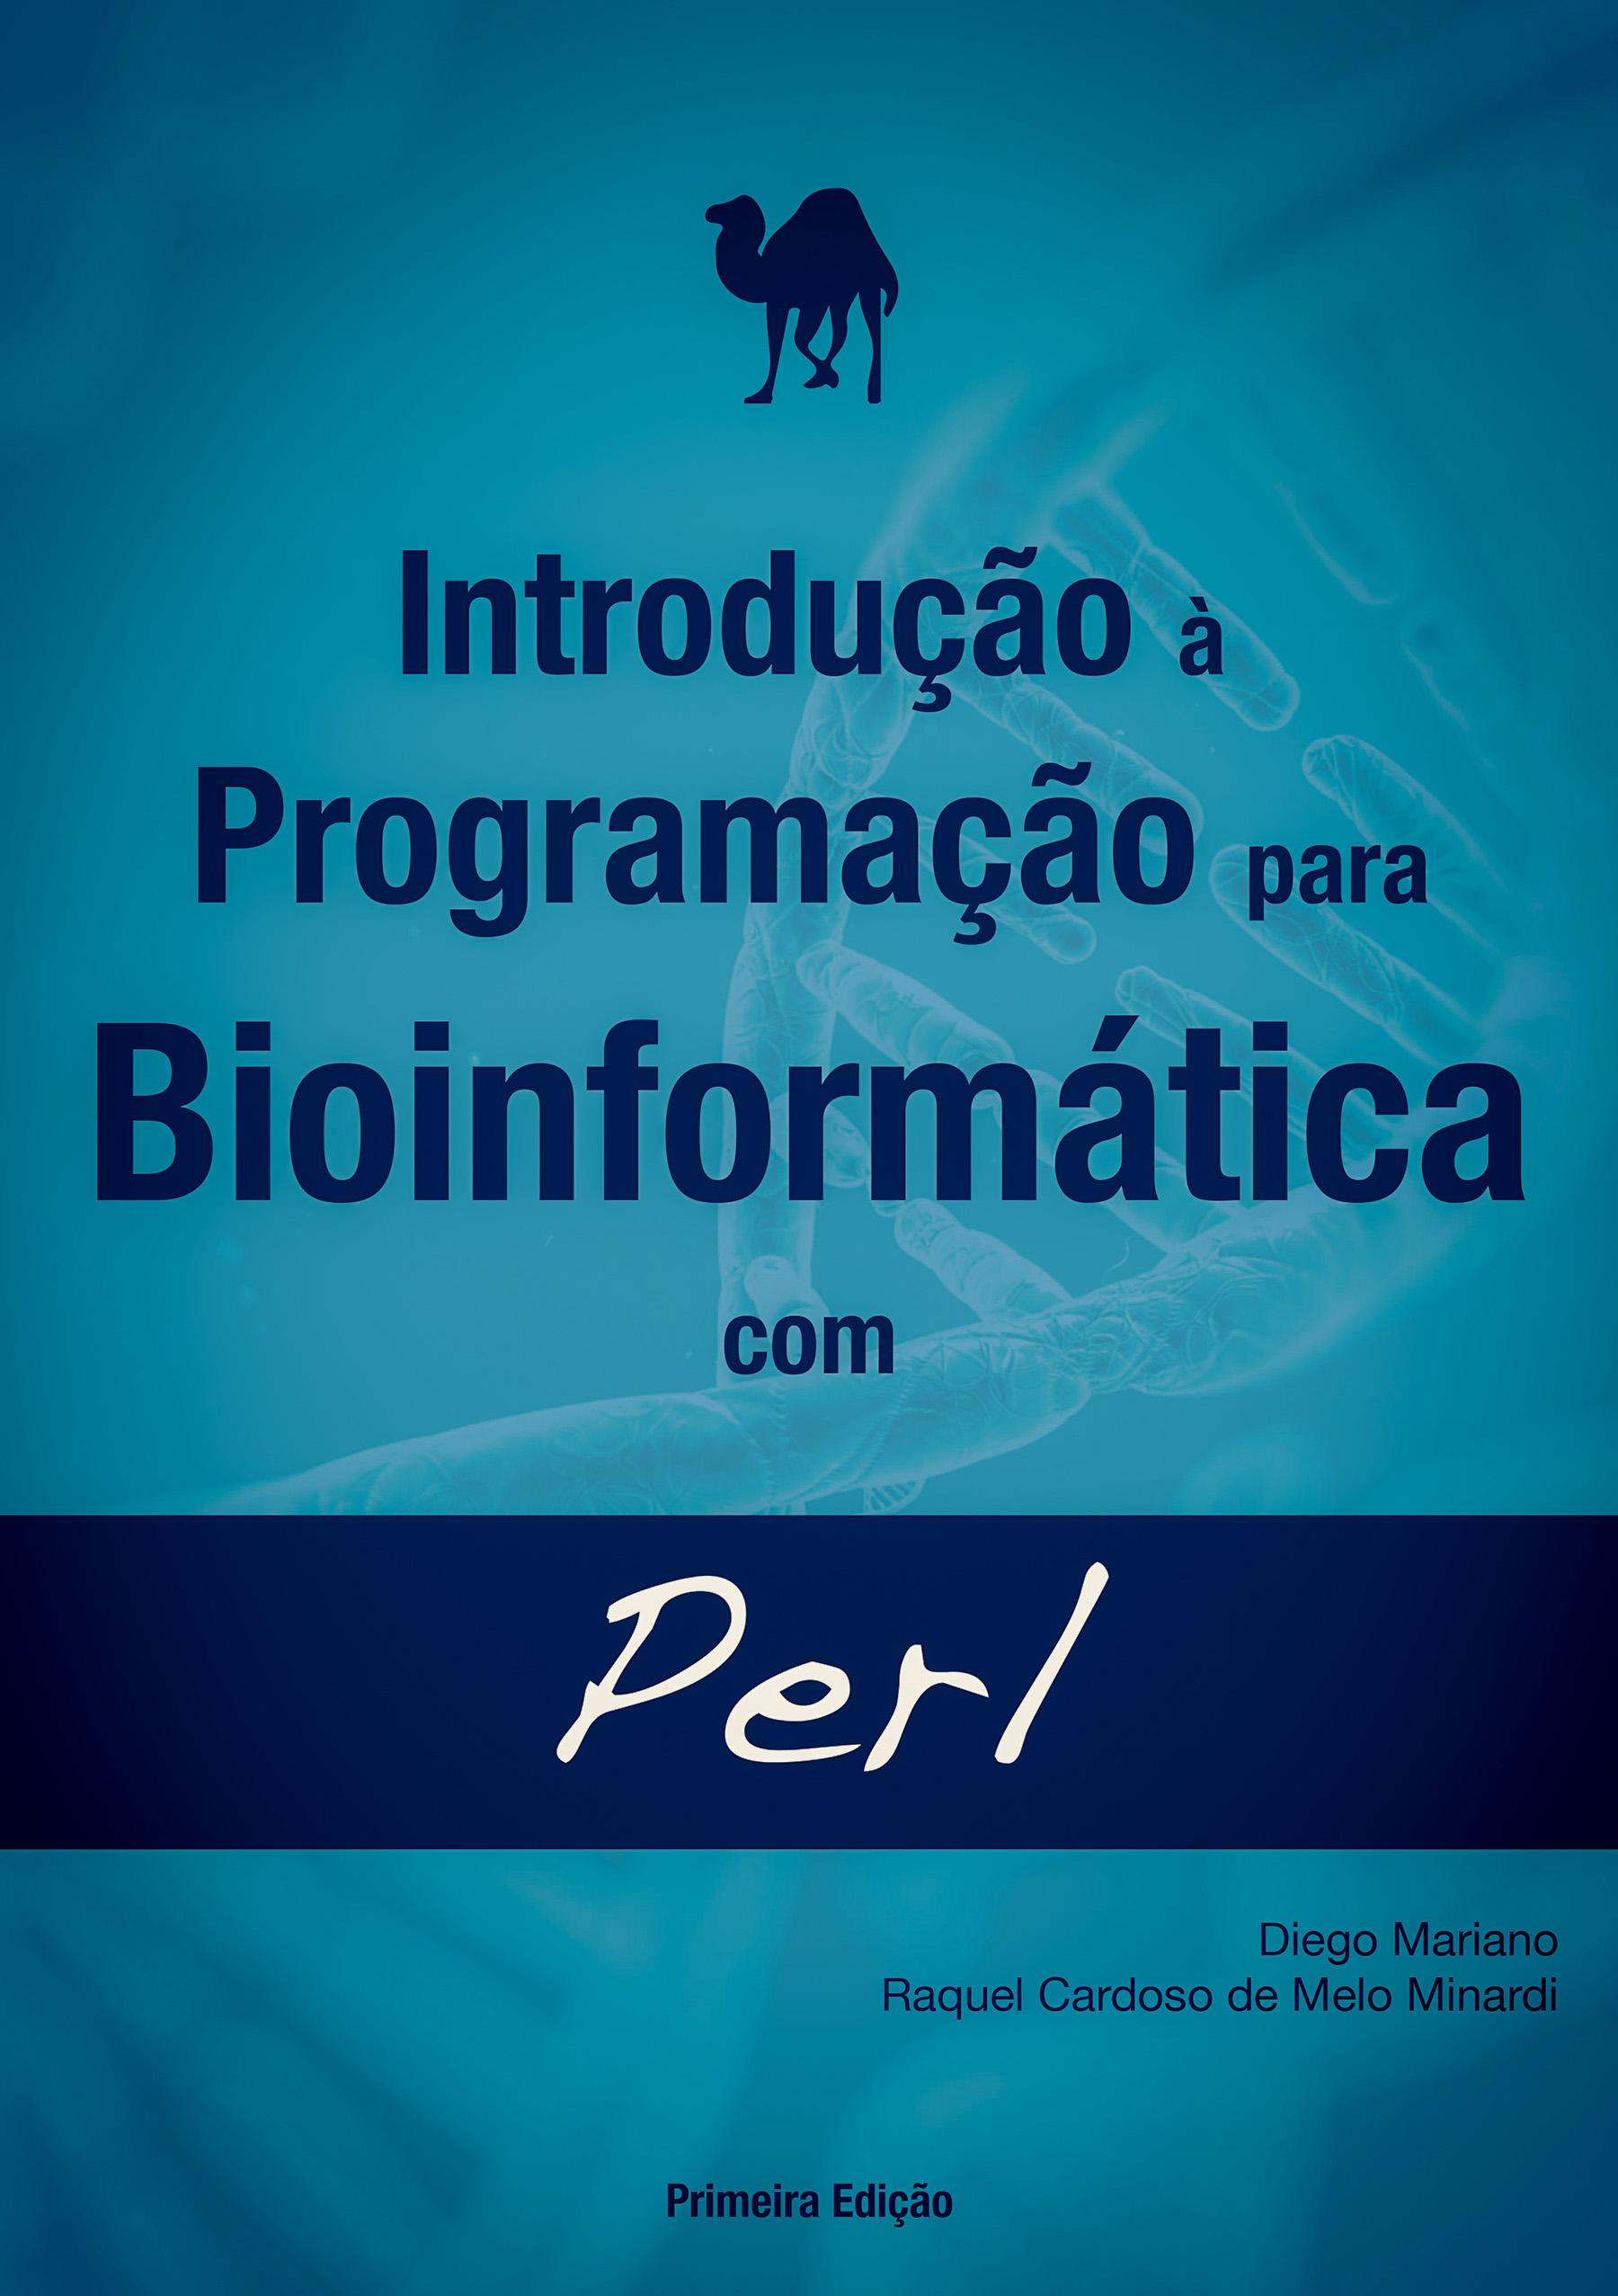 Introdução à
Programação para
Bioinformática
com
Perl
Diego Mariano
Raquel Cardoso de Melo Minardi
Primeira Edição